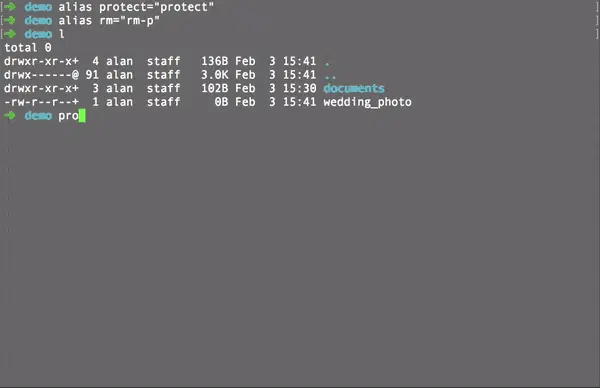 [➜ demo alias protect="protect" ]
[➜ demo alias rm="rm-p" ]
[➜ demo l ]
total 0
drwxr-xr-x+  4 alan  staff   136B Feb  3 15:41 .
drwx------@ 91 alan  staff   3.0K Feb  3 15:41 ..
drwxr-xr-x+  3 alan  staff   102B Feb  3 15:30 documents
-rw-r--r--+  1 alan  staff     0B Feb  3 15:41 wedding_photo
➜ demo pro